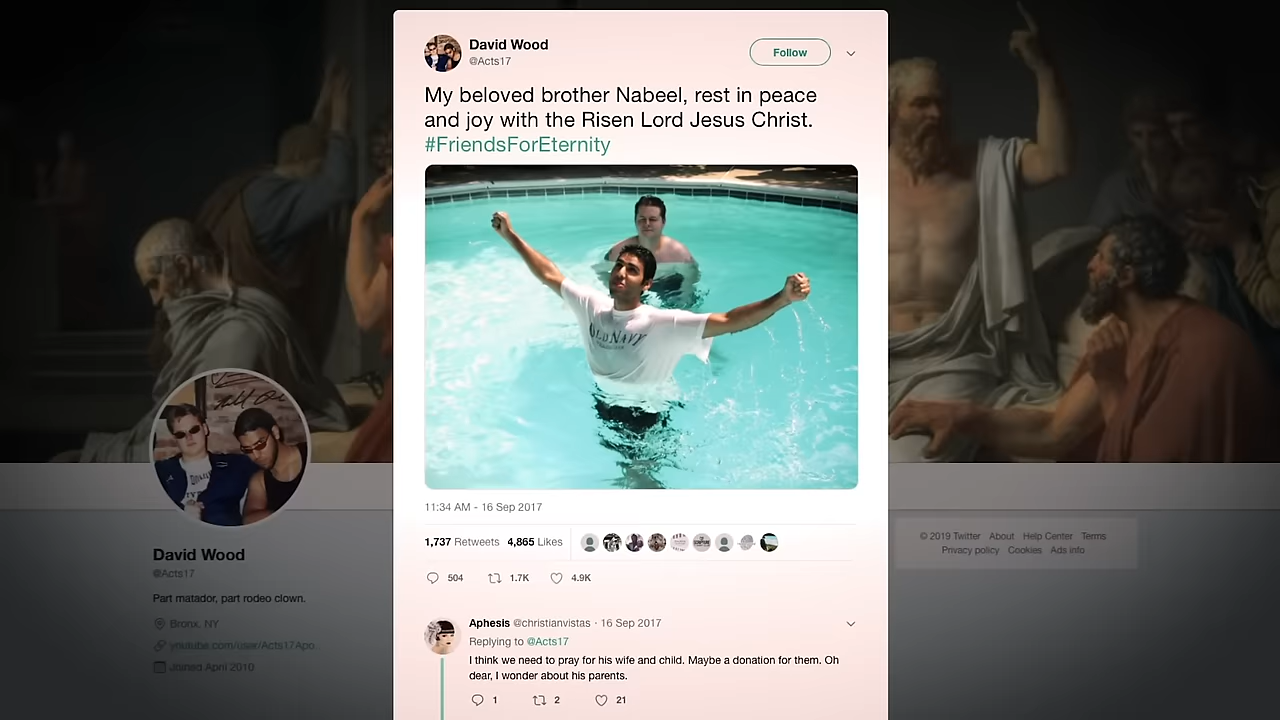 David Wood
@Acts17
Follow
My beloved brother Nabeel, rest in peace
and joy with the Risen Lord Jesus Christ.
#FriendsForEternity
OLD NAVY
11:34 AM - 16 Sep 2017
1,737 Retweets 4,865 Likes
504 1.7K 4.9K
Aphesis @christianvistas · 16 Sep 2017
Replying to @Acts17
I think we need to pray for his wife and child. Maybe a donation for them. Oh
dear, I wonder about his parents.
1 2 21
David Wood
@Acts17
Part matador, part rodeo clown.
Bronx, NY
youtube.com/user/Acts17Apo
Joined April 2010
© 2019 Twitter About Help Center Terms
Privacy policy Cookies Ads info